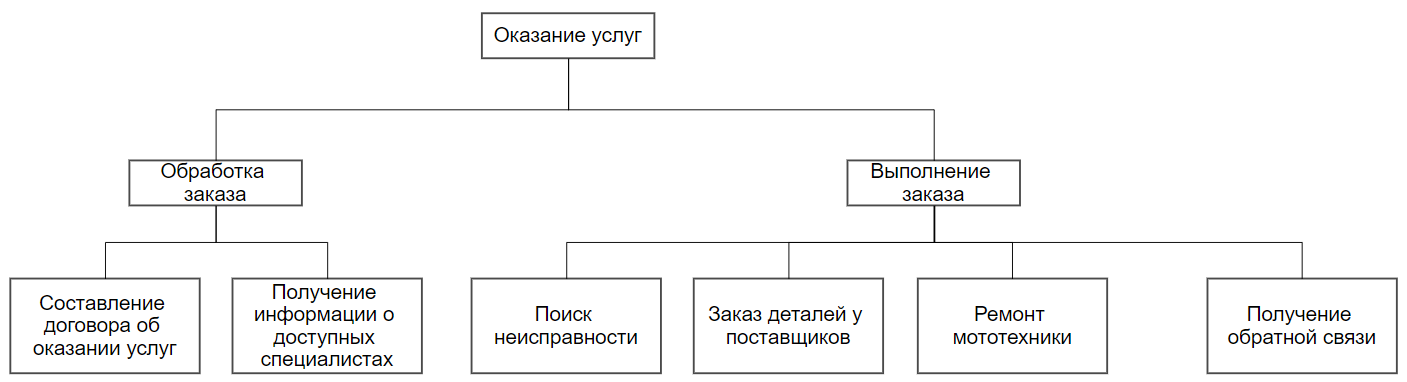 Оказание услуг
Обработка
заказа
Выполнение
заказа
Составление
договора об
оказании услуг
Получение
информации о
доступных
специалистах
Поиск
неисправности
Заказ деталей у
поставщиков
Ремонт
мототехники
Получение
обратной связи